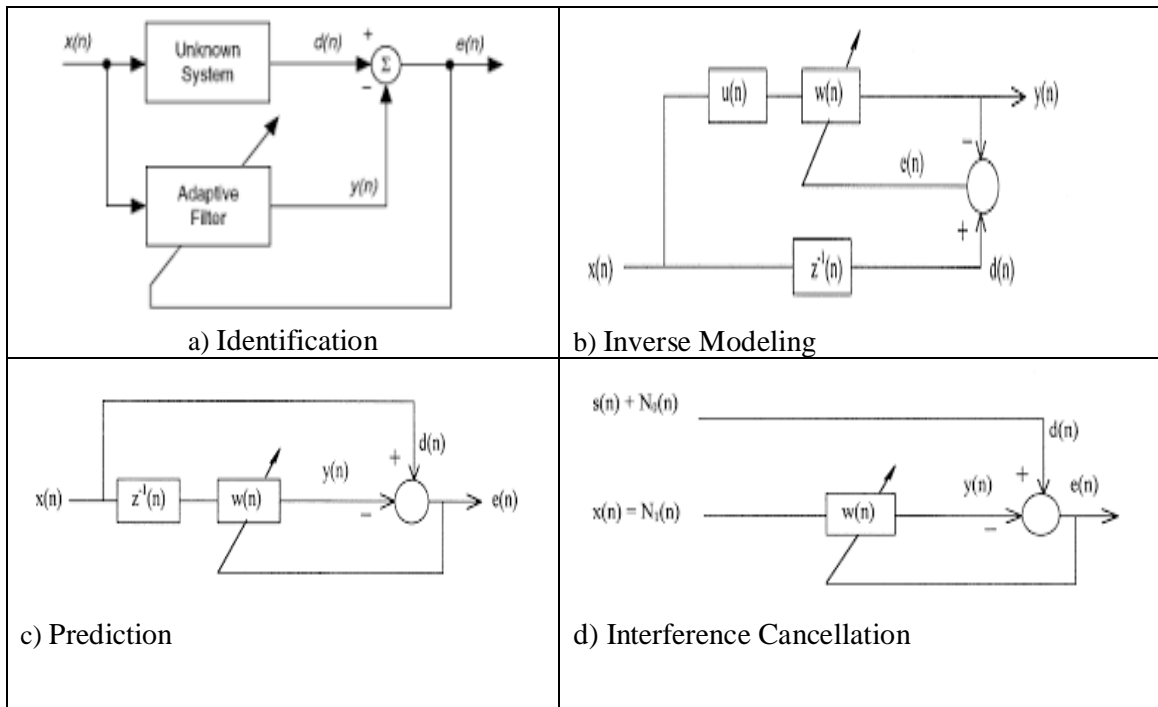 x(n)
Unknown
System
d(n)
+
Σ
−
e(n)
Adaptive
Filter
y(n)
a) Identification
u(n)
w(n)
y(n)
−
e(n)
+
x(n)
z⁻¹(n)
d(n)
b) Inverse Modeling
d(n)
x(n)
z⁻¹(n)
w(n)
y(n)
+
−
e(n)
c) Prediction
s(n) + N₀(n)
d(n)
x(n) = N₁(n)
w(n)
y(n)
+
−
e(n)
d) Interference Cancellation